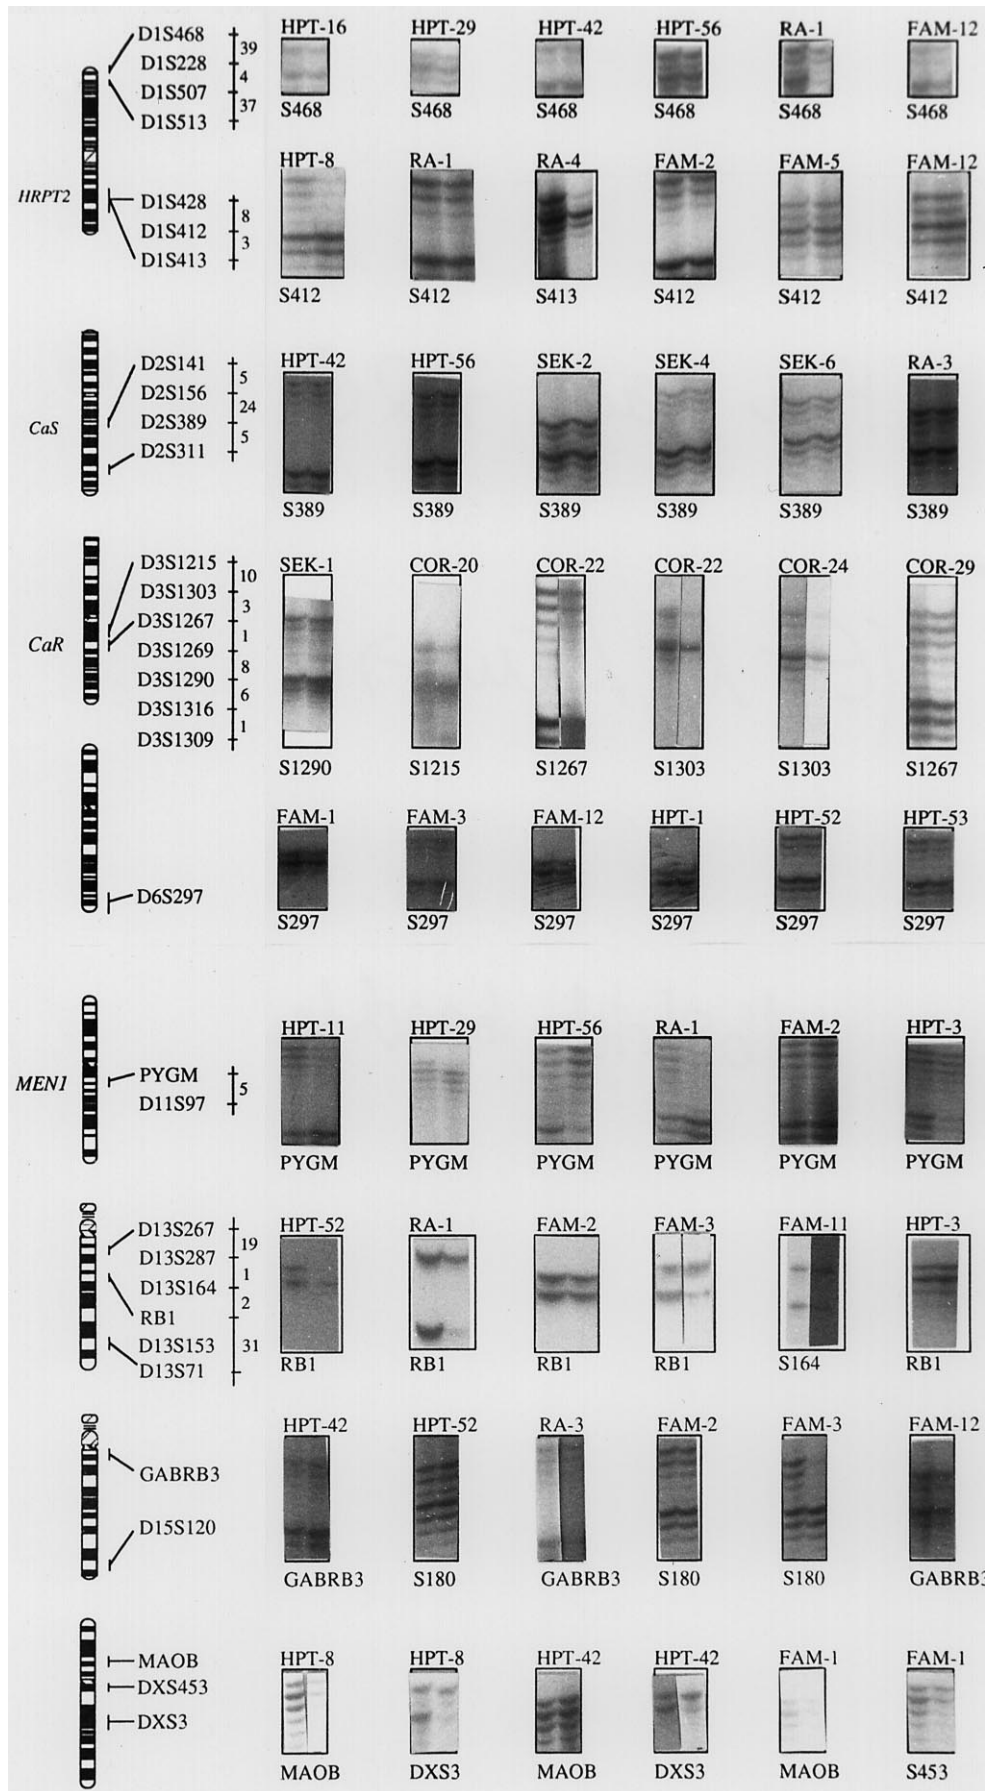 HPT-16 HPT-29 HPT-42 HPT-56 RA-1 FAM-12
D1S468
39
D1S228
4
D1S507
37
D1S513
S468 S468 S468 S468 S468 S468
HPT-8 RA-1 RA-4 FAM-2 FAM-5 FAM-12
HRPT2
D1S428
8
D1S412
3
D1S413
S412 S412 S413 S412 S412 S412
HPT-42 HPT-56 SEK-2 SEK-4 SEK-6 RA-3
D2S141
5
D2S156
24
CaS
D2S389
5
D2S311
S389 S389 S389 S389 S389 S389
SEK-1 COR-20 COR-22 COR-22 COR-24 COR-29
D3S1215
10
D3S1303
3
D3S1267
1
CaR
D3S1269
8
D3S1290
6
D3S1316
1
D3S1309
S1290 S1215 S1267 S1303 S1303 S1267
FAM-1 FAM-3 FAM-12 HPT-1 HPT-52 HPT-53
D6S297
S297 S297 S297 S297 S297 S297
HPT-11 HPT-29 HPT-56 RA-1 FAM-2 HPT-3
MEN1
PYGM
5
D11S97
PYGM PYGM PYGM PYGM PYGM PYGM
HPT-52 RA-1 FAM-2 FAM-3 FAM-11 HPT-3
D13S267
19
D13S287
1
D13S164
2
RB1
31
D13S153
D13S71
RB1 RB1 RB1 RB1 S164 RB1
HPT-42 HPT-52 RA-3 FAM-2 FAM-3 FAM-12
GABRB3
D15S120
GABRB3 S180 GABRB3 S180 S180 GABRB3
HPT-8 HPT-8 HPT-42 HPT-42 FAM-1 FAM-1
MAOB
DXS453
DXS3
MAOB DXS3 MAOB DXS3 MAOB S453